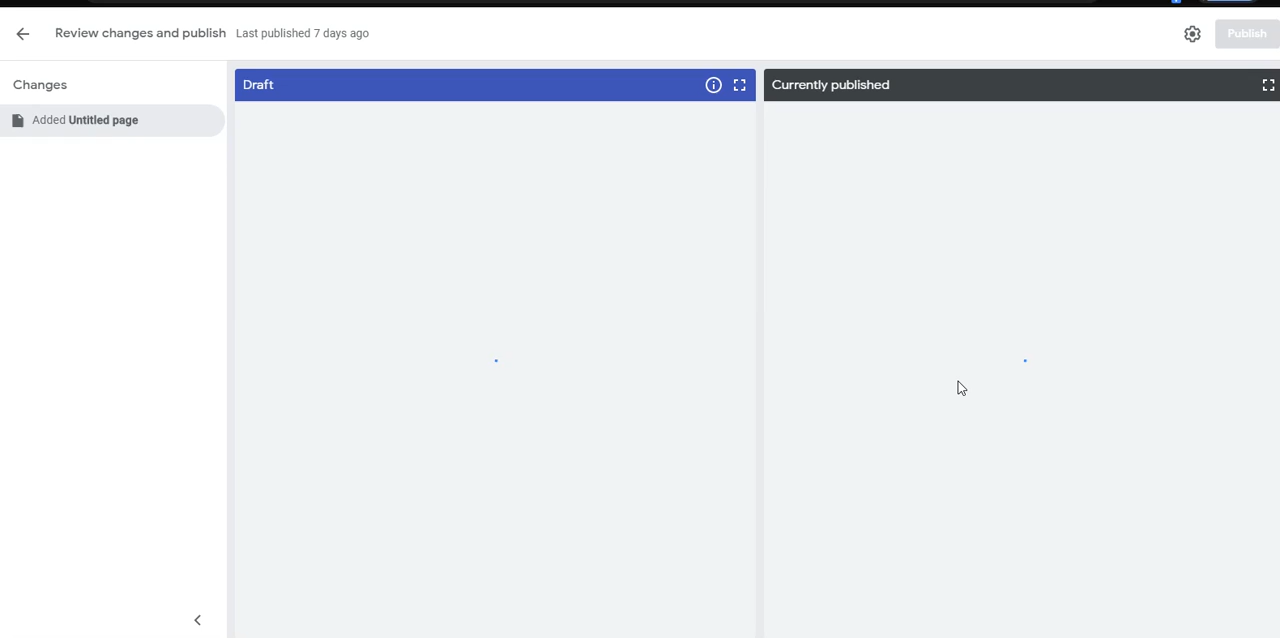 Review changes and publish Last published 7 days ago Publish
Changes
Draft
Currently published
Added Untitled page